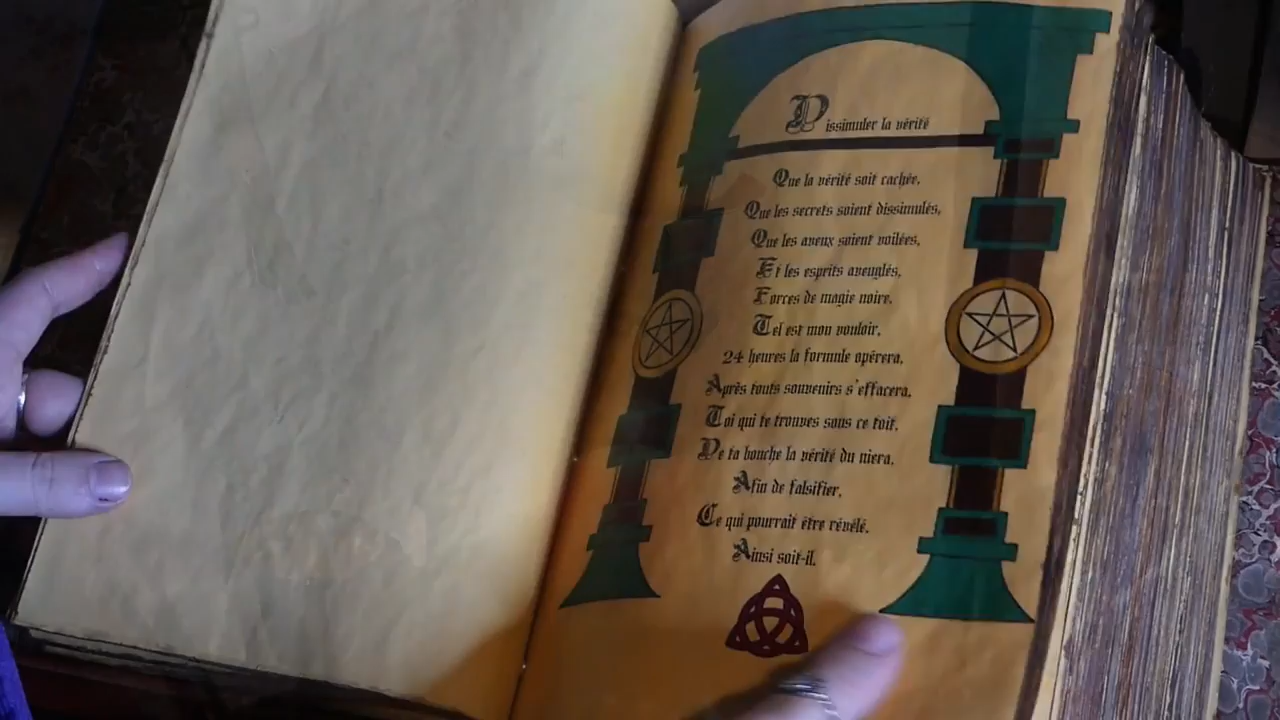 Dissimuler la vérité
Que la vérité soit cachée,
Que les secrets soient dissimulés,
Que les aveux soient voilées,
Et les esprits aveuglés,
Forces de magie noire,
Tel est mon vouloir,
24 heures la formule opérera,
Après touts souvenirs s'effacera,
Toi qui te trouves sous ce toit,
De ta bouche la vérité du niera,
Afin de falsifier,
Ce qui pourrait être révélé,
Ainsi soit-il.